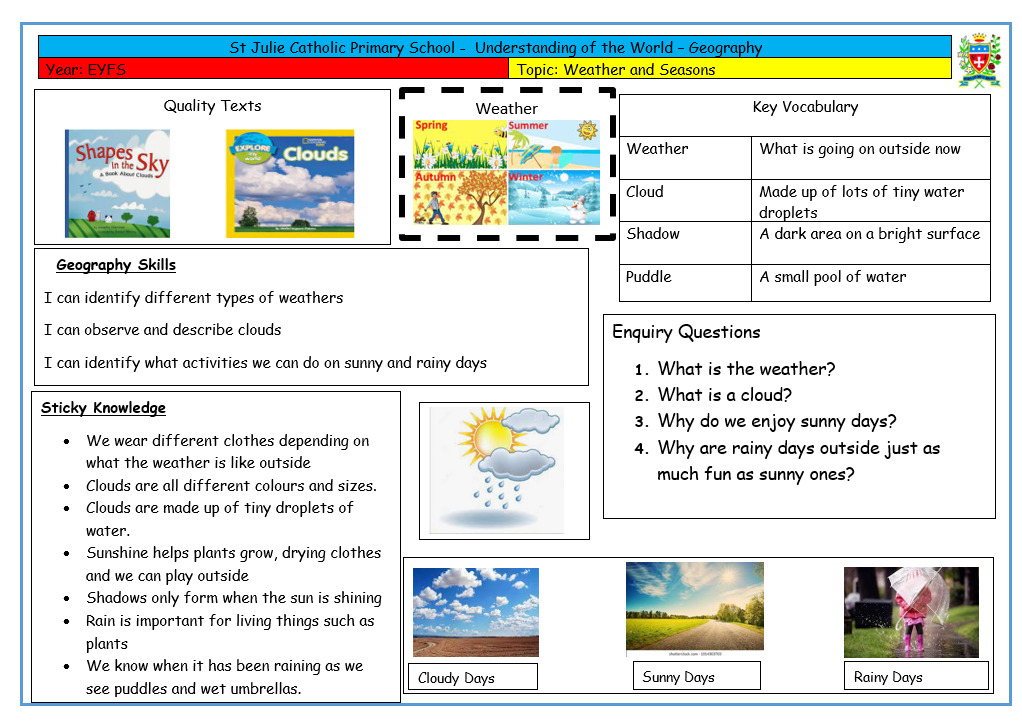 St Julie Catholic Primary School - Understanding of the World – Geography
Year: EYFS
Topic: Weather and Seasons
Quality Texts
Shapes
in the Sky
A Book About Clouds
EXPLORE
Clouds
Weather
Spring
Summer
Autumn
Winter
Key Vocabulary
Weather
What is going on outside now
Cloud
Made up of lots of tiny water
droplets
Shadow
A dark area on a bright surface
Puddle
A small pool of water
Geography Skills
I can identify different types of weathers
I can observe and describe clouds
I can identify what activities we can do on sunny and rainy days
Enquiry Questions
1. What is the weather?
2. What is a cloud?
3. Why do we enjoy sunny days?
4. Why are rainy days outside just as
much fun as sunny ones?
Sticky Knowledge
• We wear different clothes depending on
what the weather is like outside
• Clouds are all different colours and sizes.
• Clouds are made up of tiny droplets of
water.
• Sunshine helps plants grow, drying clothes
and we can play outside
• Shadows only form when the sun is shining
• Rain is important for living things such as
plants
• We know when it has been raining as we
see puddles and wet umbrellas.
Cloudy Days
Sunny Days
Rainy Days